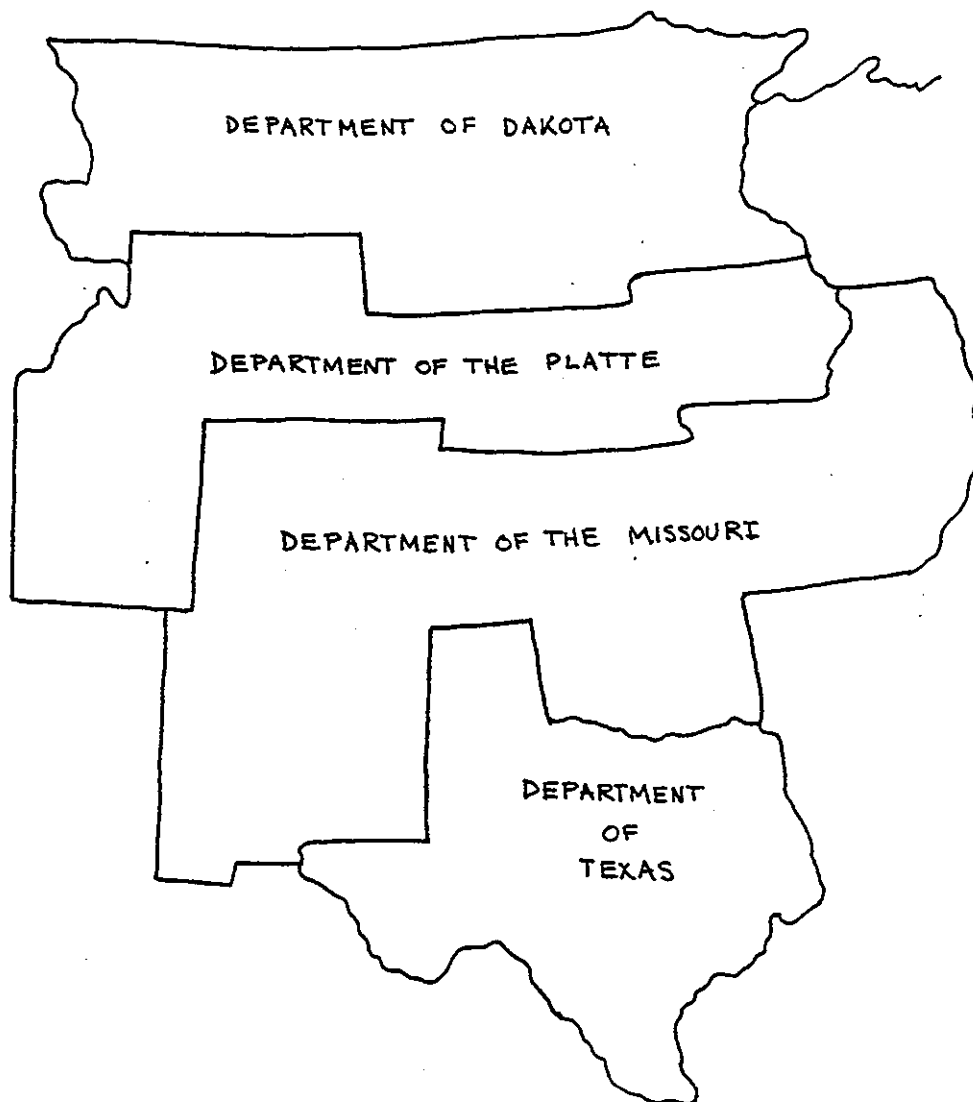 DEPARTMENT OF DAKOTA
DEPARTMENT OF THE PLATTE
DEPARTMENT OF THE MISSOURI
DEPARTMENT
OF
TEXAS